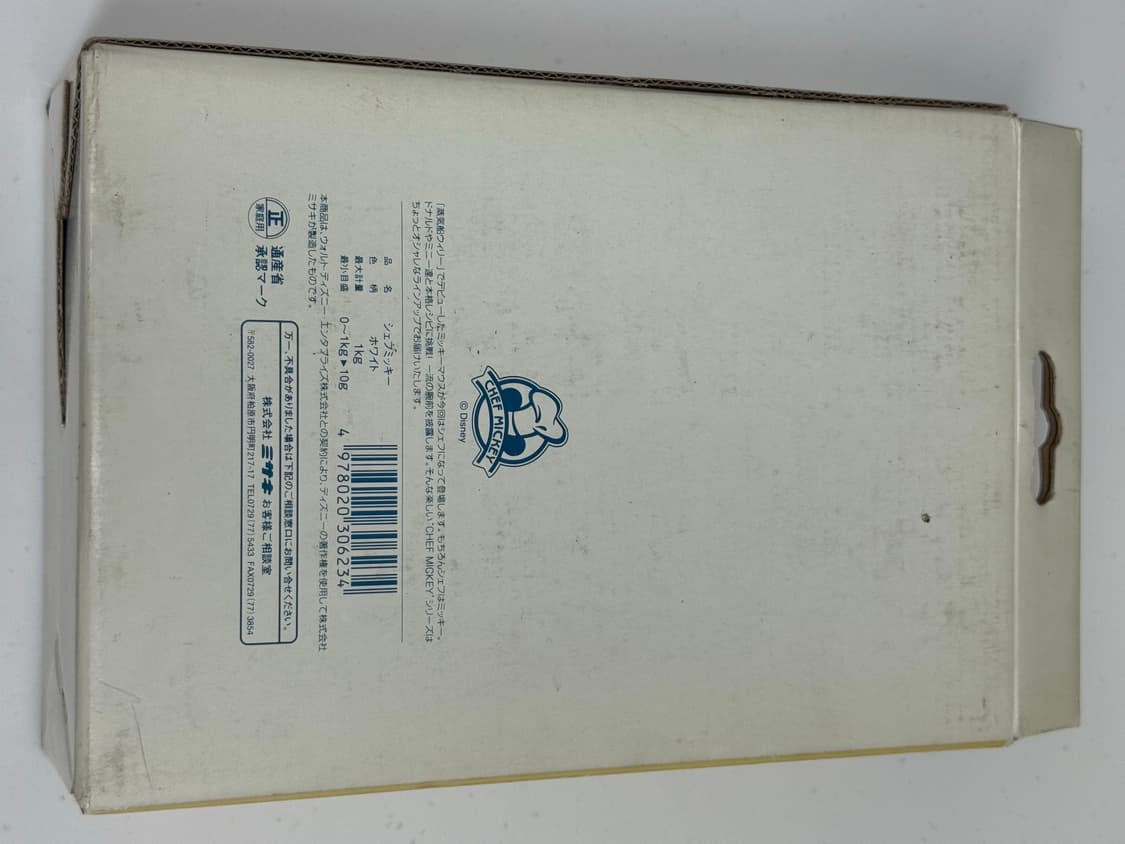 CHEF MICKEY
© Disney
「蒸気船ウィリー」でデビューしたミッキーマウスが今回はシェフになって登場します。もちろんシェフはミッキー。
ドナルドやミニー達と本格レシピに挑戦! 一流の腕前を披露します。そんな楽しい“CHEF MICKEY”シリーズは
ちょっとオシャレなラインアップでお届けいたします。
品名 シェフミッキー
色柄 ホワイト
最大計量 1kg
最小目盛 0〜1kg▶10g
4 978020 306234
本商品は、ウォルト・ディズニー・エンタプライズ株式会社との契約により、ディズニーの著作権を使用して株式会社
ミサキが製造したものです。
正 家庭用
通産省
承認マーク
万一、不具合がありました場合は下記のご相談窓口にお問い合せください。
株式会社 ミサキ お客様ご相談室
〒582-0027 大阪府柏原市円明町217-17 TEL0729(77)5433 FAX0729(77)3854